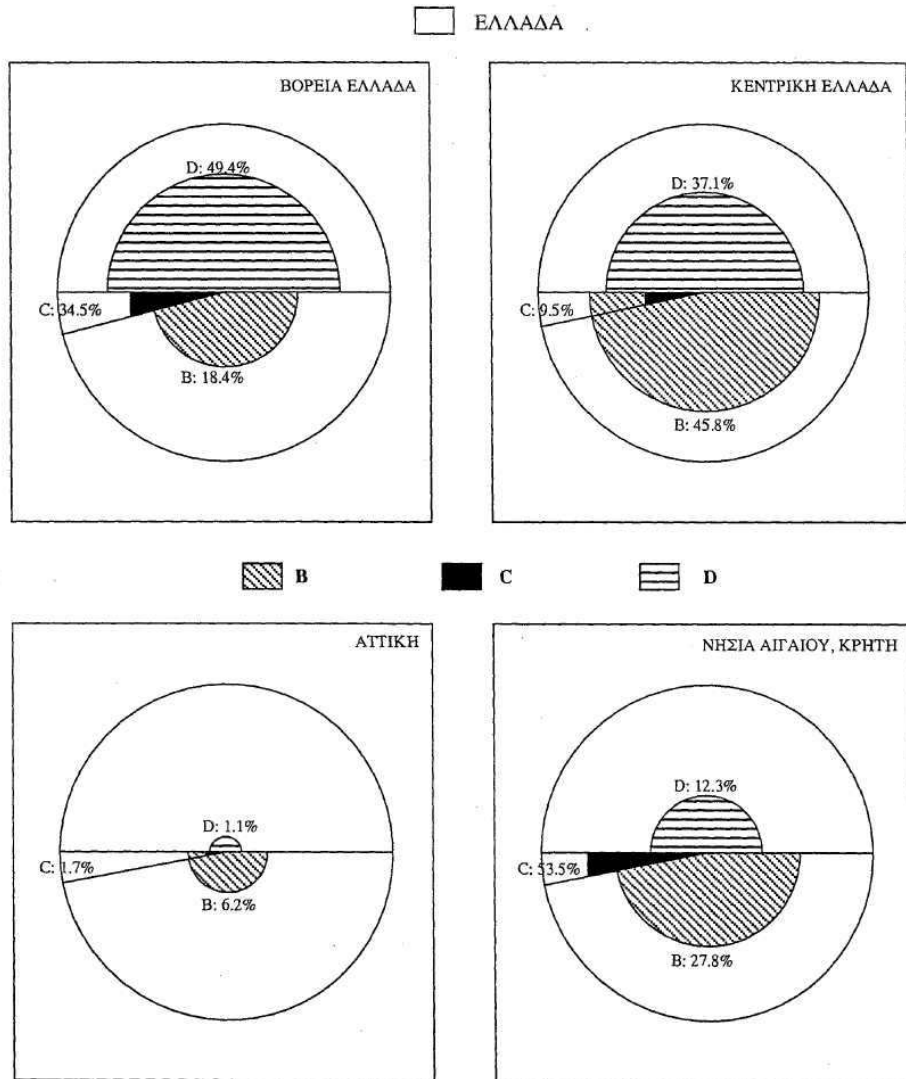 ΕΛΛΑΔΑ
ΒΟΡΕΙΑ ΕΛΛΑΔΑ
D: 49.4%
C: 34.5%
B: 18.4%
ΚΕΝΤΡΙΚΗ ΕΛΛΑΔΑ
D: 37.1%
C: 9.5%
B: 45.8%
B C D
ΑΤΤΙΚΗ
D: 1.1%
C: 1.7%
B: 6.2%
ΝΗΣΙΑ ΑΙΓΑΙΟΥ, ΚΡΗΤΗ
D: 12.3%
C: 53.5%
B: 27.8%